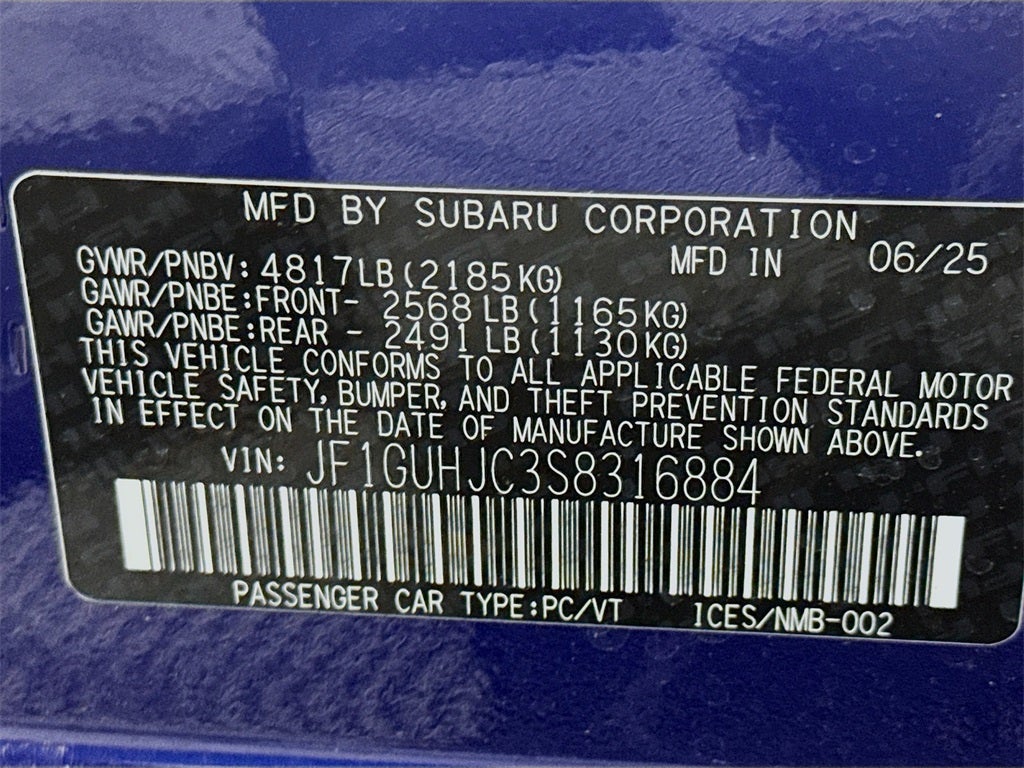 MFD BY SUBARU CORPORATION
MFD IN 06/25
GVWR/PNBV: 4817LB (2185KG)
GAWR/PNBE:FRONT- 2568 LB (1165KG)
GAWR/PNBE:REAR - 2491 LB (1130KG)
THIS VEHICLE CONFORMS TO ALL APPLICABLE FEDERAL MOTOR
VEHICLE SAFETY, BUMPER, AND THEFT PREVENTION STANDARDS
IN EFFECT ON THE DATE OF MANUFACTURE SHOWN ABOVE.
VIN: JF1GUHJC3S8316884
PASSENGER CAR TYPE:PC/VT ICES/NMB-002